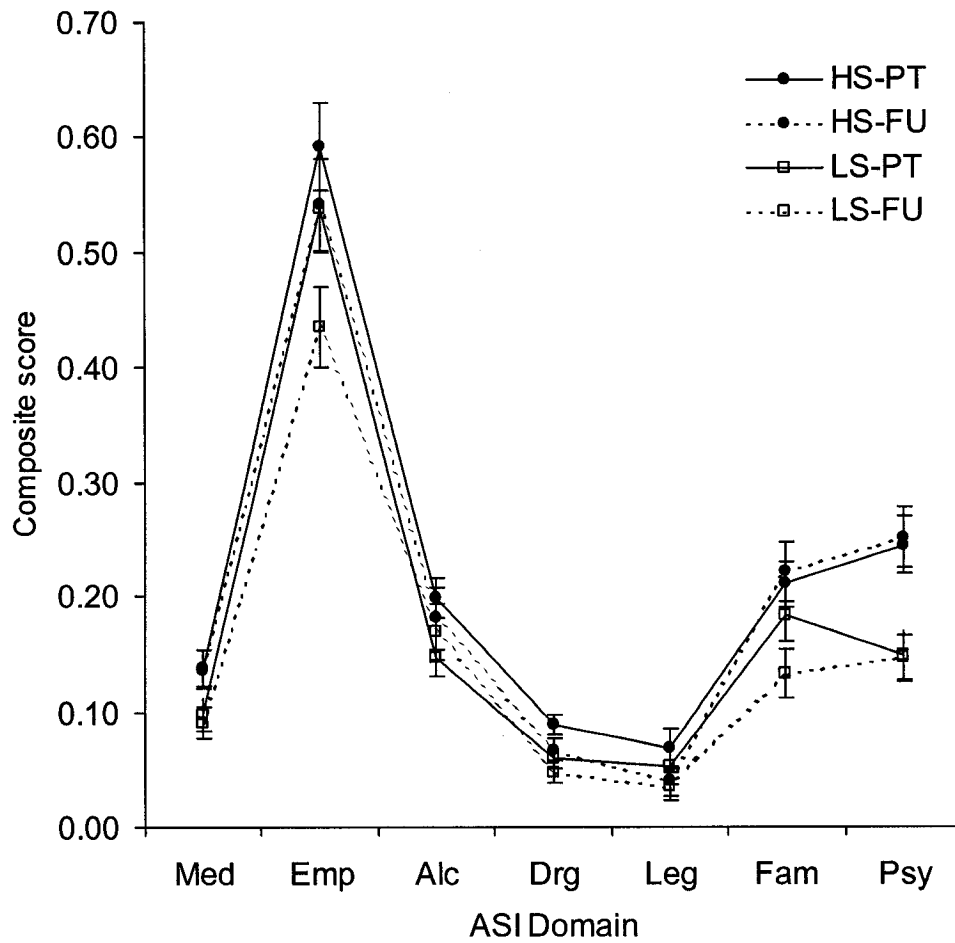 0.70
0.60
0.50
0.40
0.30
0.20
0.10
0.00
Composite score
HS-PT
HS-FU
LS-PT
LS-FU
Med Emp Alc Drg Leg Fam Psy
ASI Domain